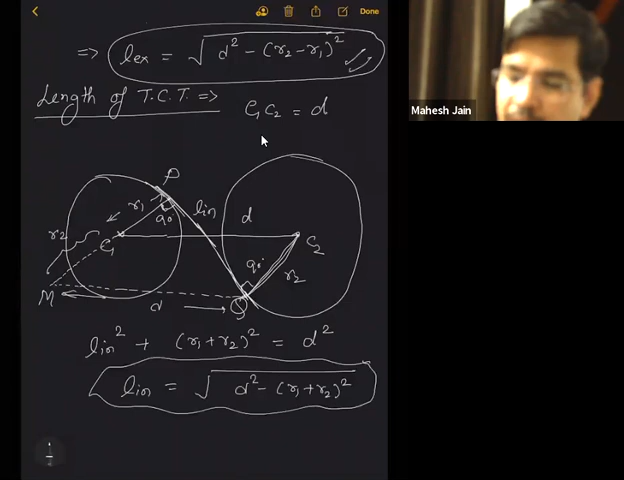 Done
=> lex = √d² - (r₂ - r₁)²
Mahesh Jain
Length of T.C.T. =>
C₁C₂ = d
P
r₁
90°
lin
d
r₂
C₁
C₂
90°
r₂
M
d
Q
lin² + (r₁+r₂)² = d²
lin = √d² - (r₁+r₂)²